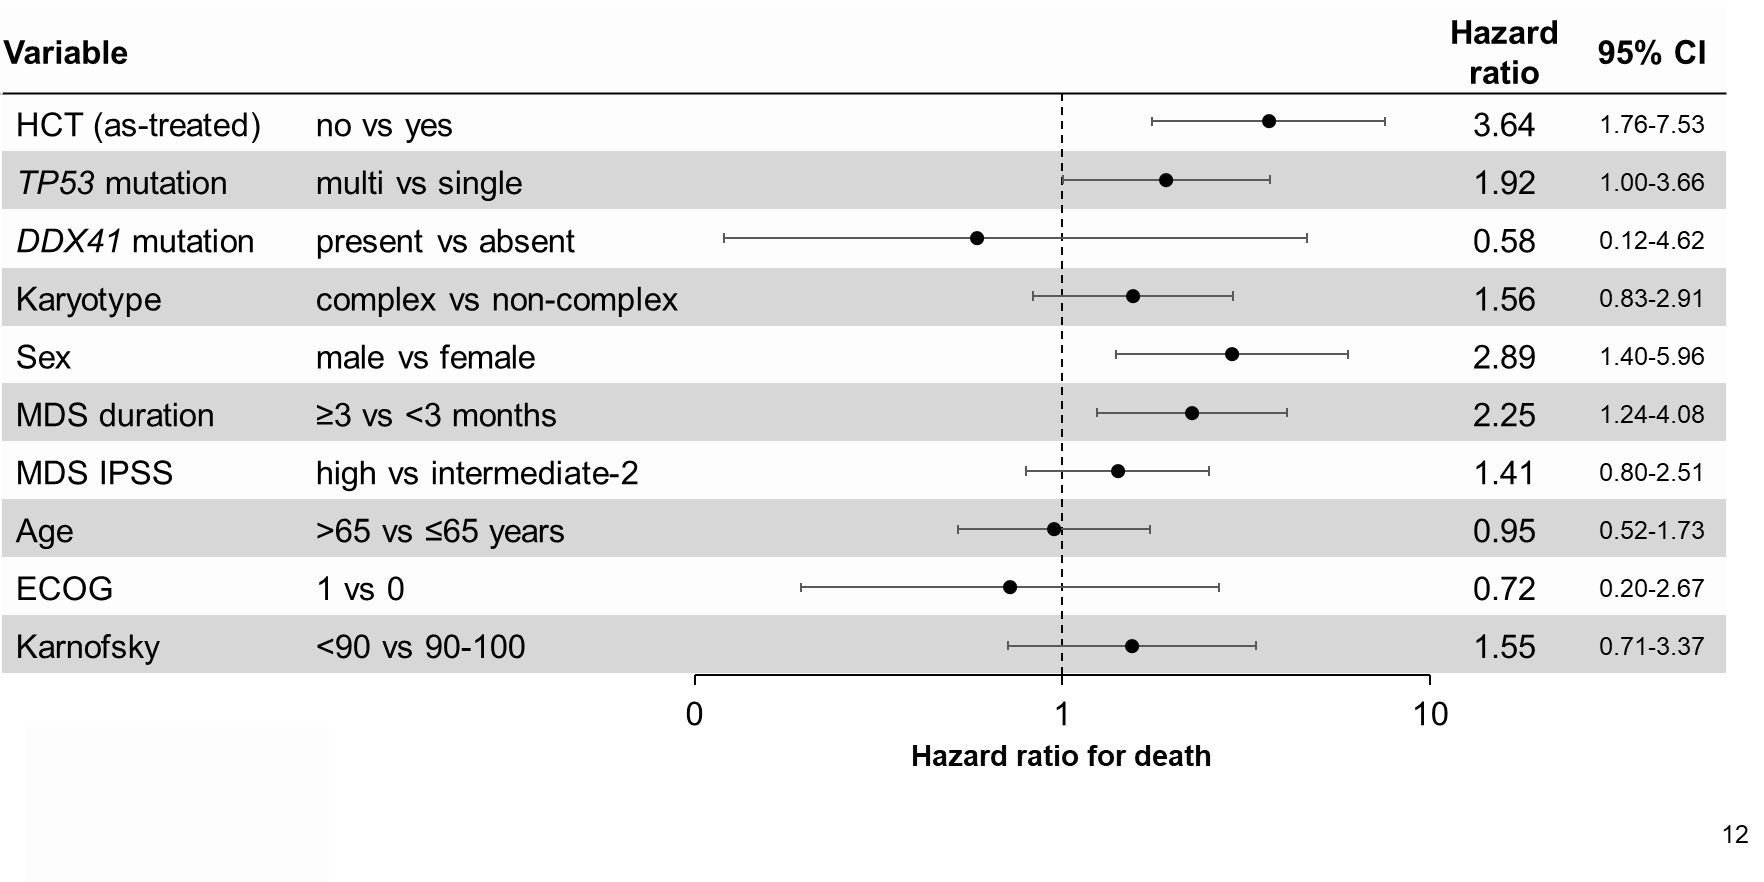 Variable Hazard ratio 95% CI
HCT (as-treated) no vs yes 3.64 1.76-7.53
TP53 mutation multi vs single 1.92 1.00-3.66
DDX41 mutation present vs absent 0.58 0.12-4.62
Karyotype complex vs non-complex 1.56 0.83-2.91
Sex male vs female 2.89 1.40-5.96
MDS duration ≥3 vs <3 months 2.25 1.24-4.08
MDS IPSS high vs intermediate-2 1.41 0.80-2.51
Age >65 vs ≤65 years 0.95 0.52-1.73
ECOG 1 vs 0 0.72 0.20-2.67
Karnofsky <90 vs 90-100 1.55 0.71-3.37
0 1 10
Hazard ratio for death
12